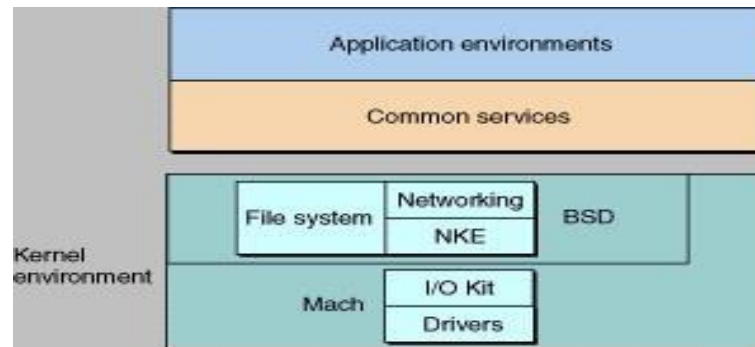 Application environments
Common services
File system
Networking
NKE
BSD
Kernel
environment
Mach
I/O Kit
Drivers